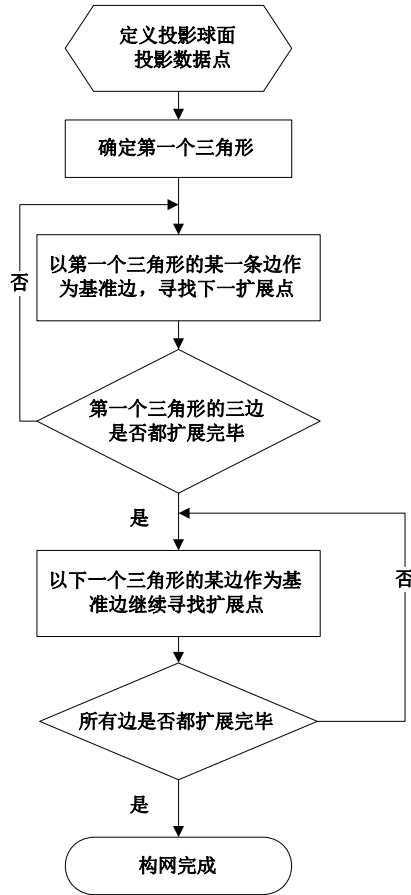 定义投影球面
投影数据点
确定第一个三角形
以第一个三角形的某一条边作
为基准边，寻找下一扩展点
否
第一个三角形的三边
是否都扩展完毕
是
以下一个三角形的某边作为基
准边继续寻找扩展点
否
所有边是否都扩展完毕
是
构网完成